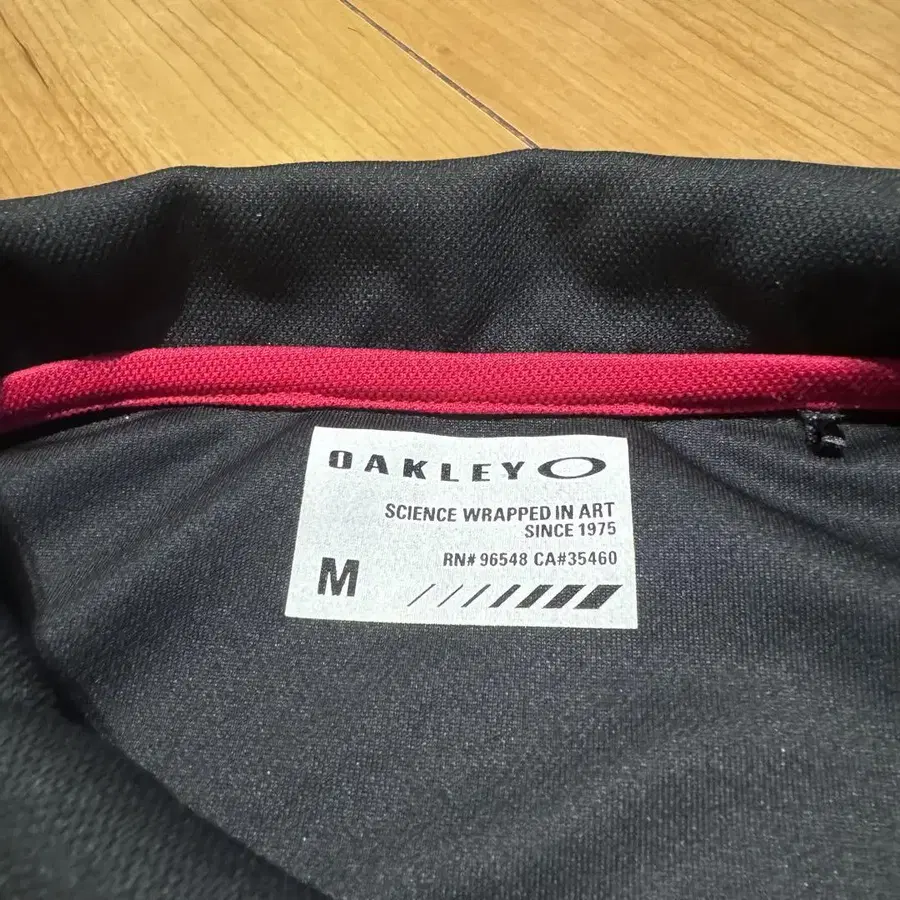 OAKLEY
SCIENCE WRAPPED IN ART
SINCE 1975
RN# 96548 CA#35460
M